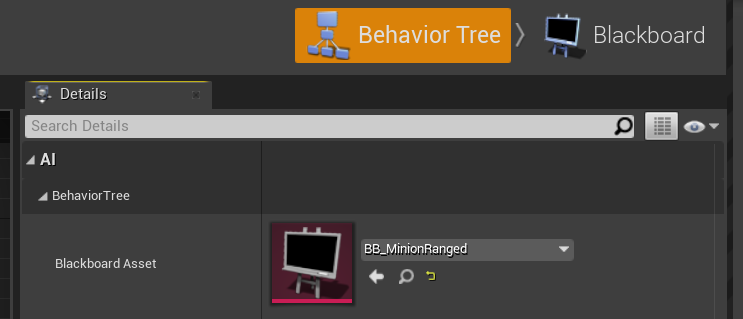 Behavior Tree
Blackboard
Details
Search Details
AI
BehaviorTree
Blackboard Asset
BB_MinionRanged